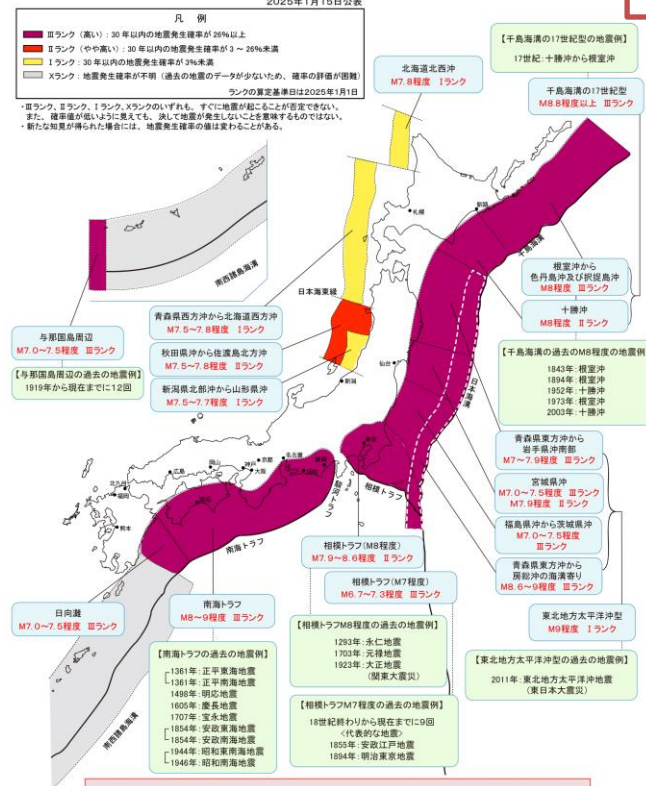 2025年1月15日公表
凡　例
Ⅲランク（高い）：30年以内の地震発生確率が26％以上
Ⅱランク（やや高い）：30年以内の地震発生確率が3～26％未満
Ⅰランク：30年以内の地震発生確率が3％未満
Xランク：地震発生確率が不明（過去の地震のデータが少ないため、確率の評価が困難）
ランクの算定基準日は2025年1月1日
・Ⅲランク、Ⅱランク、Ⅰランク、Xランクのいずれも、すぐに地震が起こることが否定できない。
また、確率値が低いように見えても、決して地震が発生しないことを意味するものではない。
・新たな知見が得られた場合には、地震発生確率の値は変わることがある。
【千島海溝の17世紀型の地震例】
17世紀：十勝沖から根室沖
千島海溝の17世紀型
M8.8程度以上　Ⅲランク
北海道北西沖
M7.8程度　Ⅰランク
札幌
釧路
千島海溝
南西諸島海溝
日本海東縁
根室沖から
色丹島沖及び択捉島沖
M8程度　Ⅲランク
十勝沖
M8程度　Ⅱランク
青森県西方沖から北海道西方沖
M7.5～7.8程度　Ⅰランク
与那国島周辺
M7.0～7.5程度　Ⅲランク
秋田県沖から佐渡島北方沖
M7.5～7.8程度　Ⅱランク
【与那国島周辺の過去の地震例】
1919年から現在までに12回
新潟県北部沖から山形県沖
M7.5～7.7程度　Ⅰランク
【千島海溝の過去のM8程度の地震例】
1843年：根室沖
1894年：根室沖
1952年：十勝沖
1973年：根室沖
2003年：十勝沖
仙台
新潟
日本海溝
青森県東方沖から
岩手県沖南部
M7～7.9程度　Ⅲランク
宮城県沖
M7.0～7.5程度　Ⅲランク
M7.9程度　Ⅱランク
福島県沖から茨城県沖
M7.0～7.5程度
Ⅲランク
青森県東方沖から
房総沖の海溝寄り
M8.6～9程度　Ⅲランク
名古屋
京都
岡山
神戸
大阪
広島
北九州
福岡
熊本
駿河トラフ
相模トラフ
南海トラフ
相模トラフ（M8程度）
M7.9～8.6程度　Ⅱランク
相模トラフ（M7程度）
M6.7～7.3程度　Ⅲランク
日向灘
M7.0～7.5程度　Ⅲランク
南海トラフ
M8～9程度　Ⅲランク
東北地方太平洋沖型
M9程度　Ⅰランク
【相模トラフM8程度の過去の地震例】
1293年：永仁地震
1703年：元禄地震
1923年：大正地震
（関東大震災）
【東北地方太平洋沖型の過去の地震例】
2011年：東北地方太平洋沖地震
（東日本大震災）
【南海トラフの過去の地震例】
1361年：正平東海地震
1361年：正平南海地震
1498年：明応地震
1605年：慶長地震
1707年：宝永地震
1854年：安政東海地震
1854年：安政南海地震
1944年：昭和東南海地震
1946年：昭和南海地震
【相模トラフM7程度の過去の地震例】
18世紀終わりから現在までに9回
＜代表的な地震＞
1855年：安政江戸地震
1894年：明治東京地震
南西諸島海溝